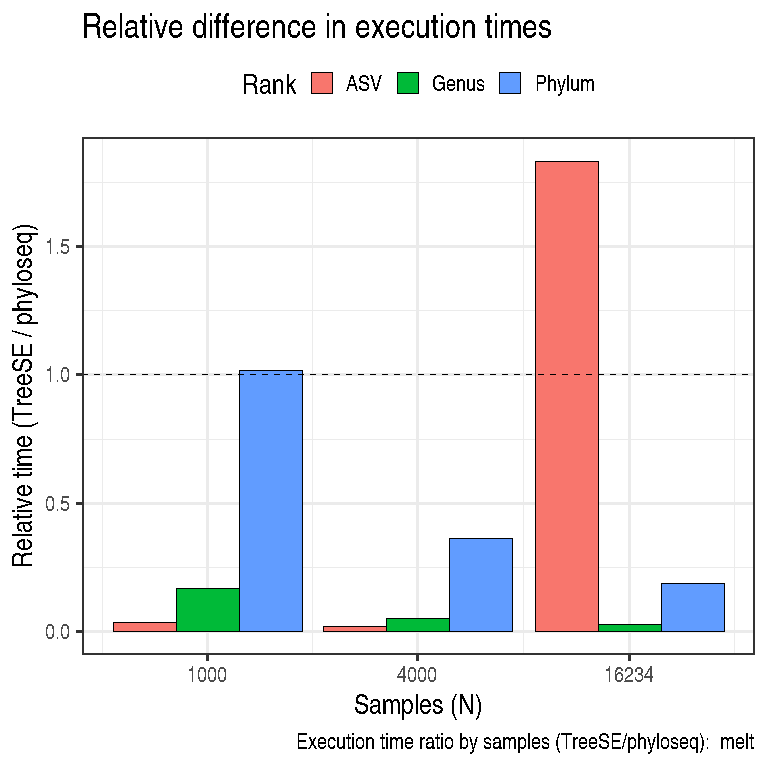 Relative difference in execution times
Rank ASV Genus Phylum
Relative time (TreeSE / phyloseq)
1.5
1.0
0.5
0.0
1000 4000 16234
Samples (N)
Execution time ratio by samples (TreeSE/phyloseq): melt